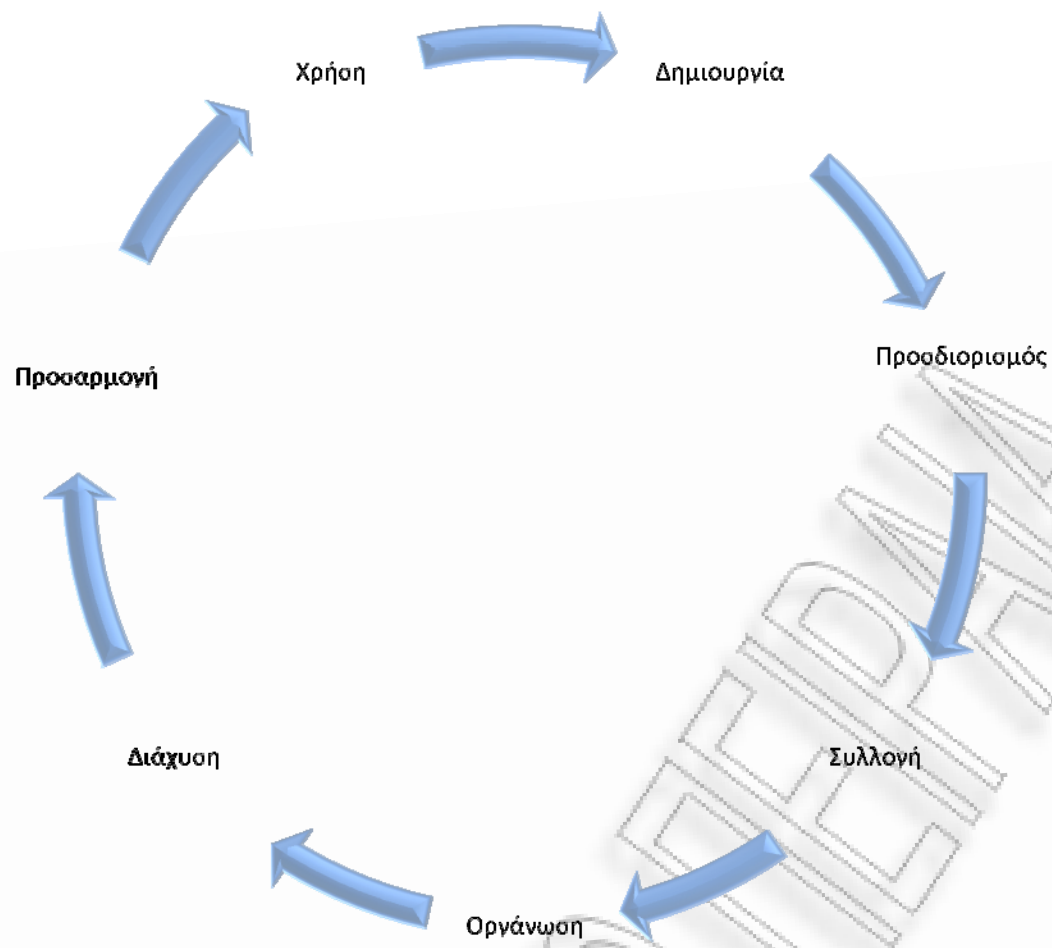 Χρήση
Δημιουργία
Προσδιορισμός
Προσαρμογή
Διάχυση
Συλλογή
Οργάνωση